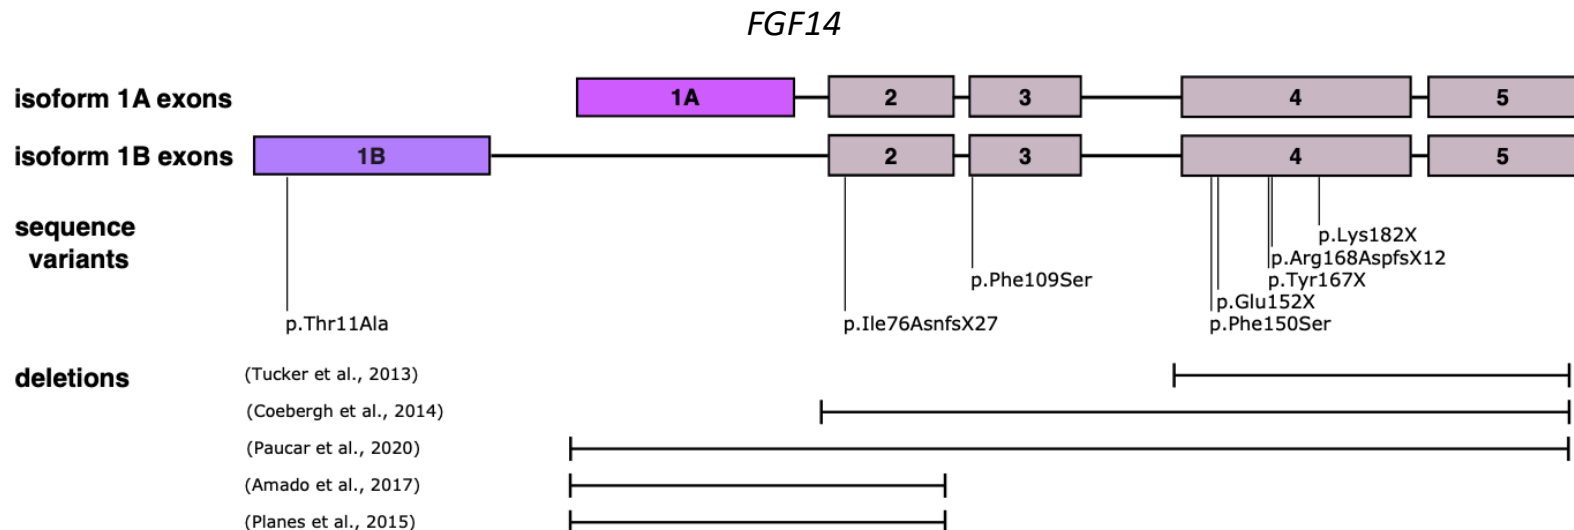 FGF14
isoform 1A exons
1A
2
3
4
5
isoform 1B exons
1B
2
3
4
5
sequence
variants
p.Lys182X
p.Arg168AspfsX12
p.Phe109Ser
p.Tyr167X
p.Glu152X
p.Thr11Ala
p.Ile76AsnfsX27
p.Phe150Ser
deletions
(Tucker et al., 2013)
(Coebergh et al., 2014)
(Paucar et al., 2020)
(Amado et al., 2017)
(Planes et al., 2015)